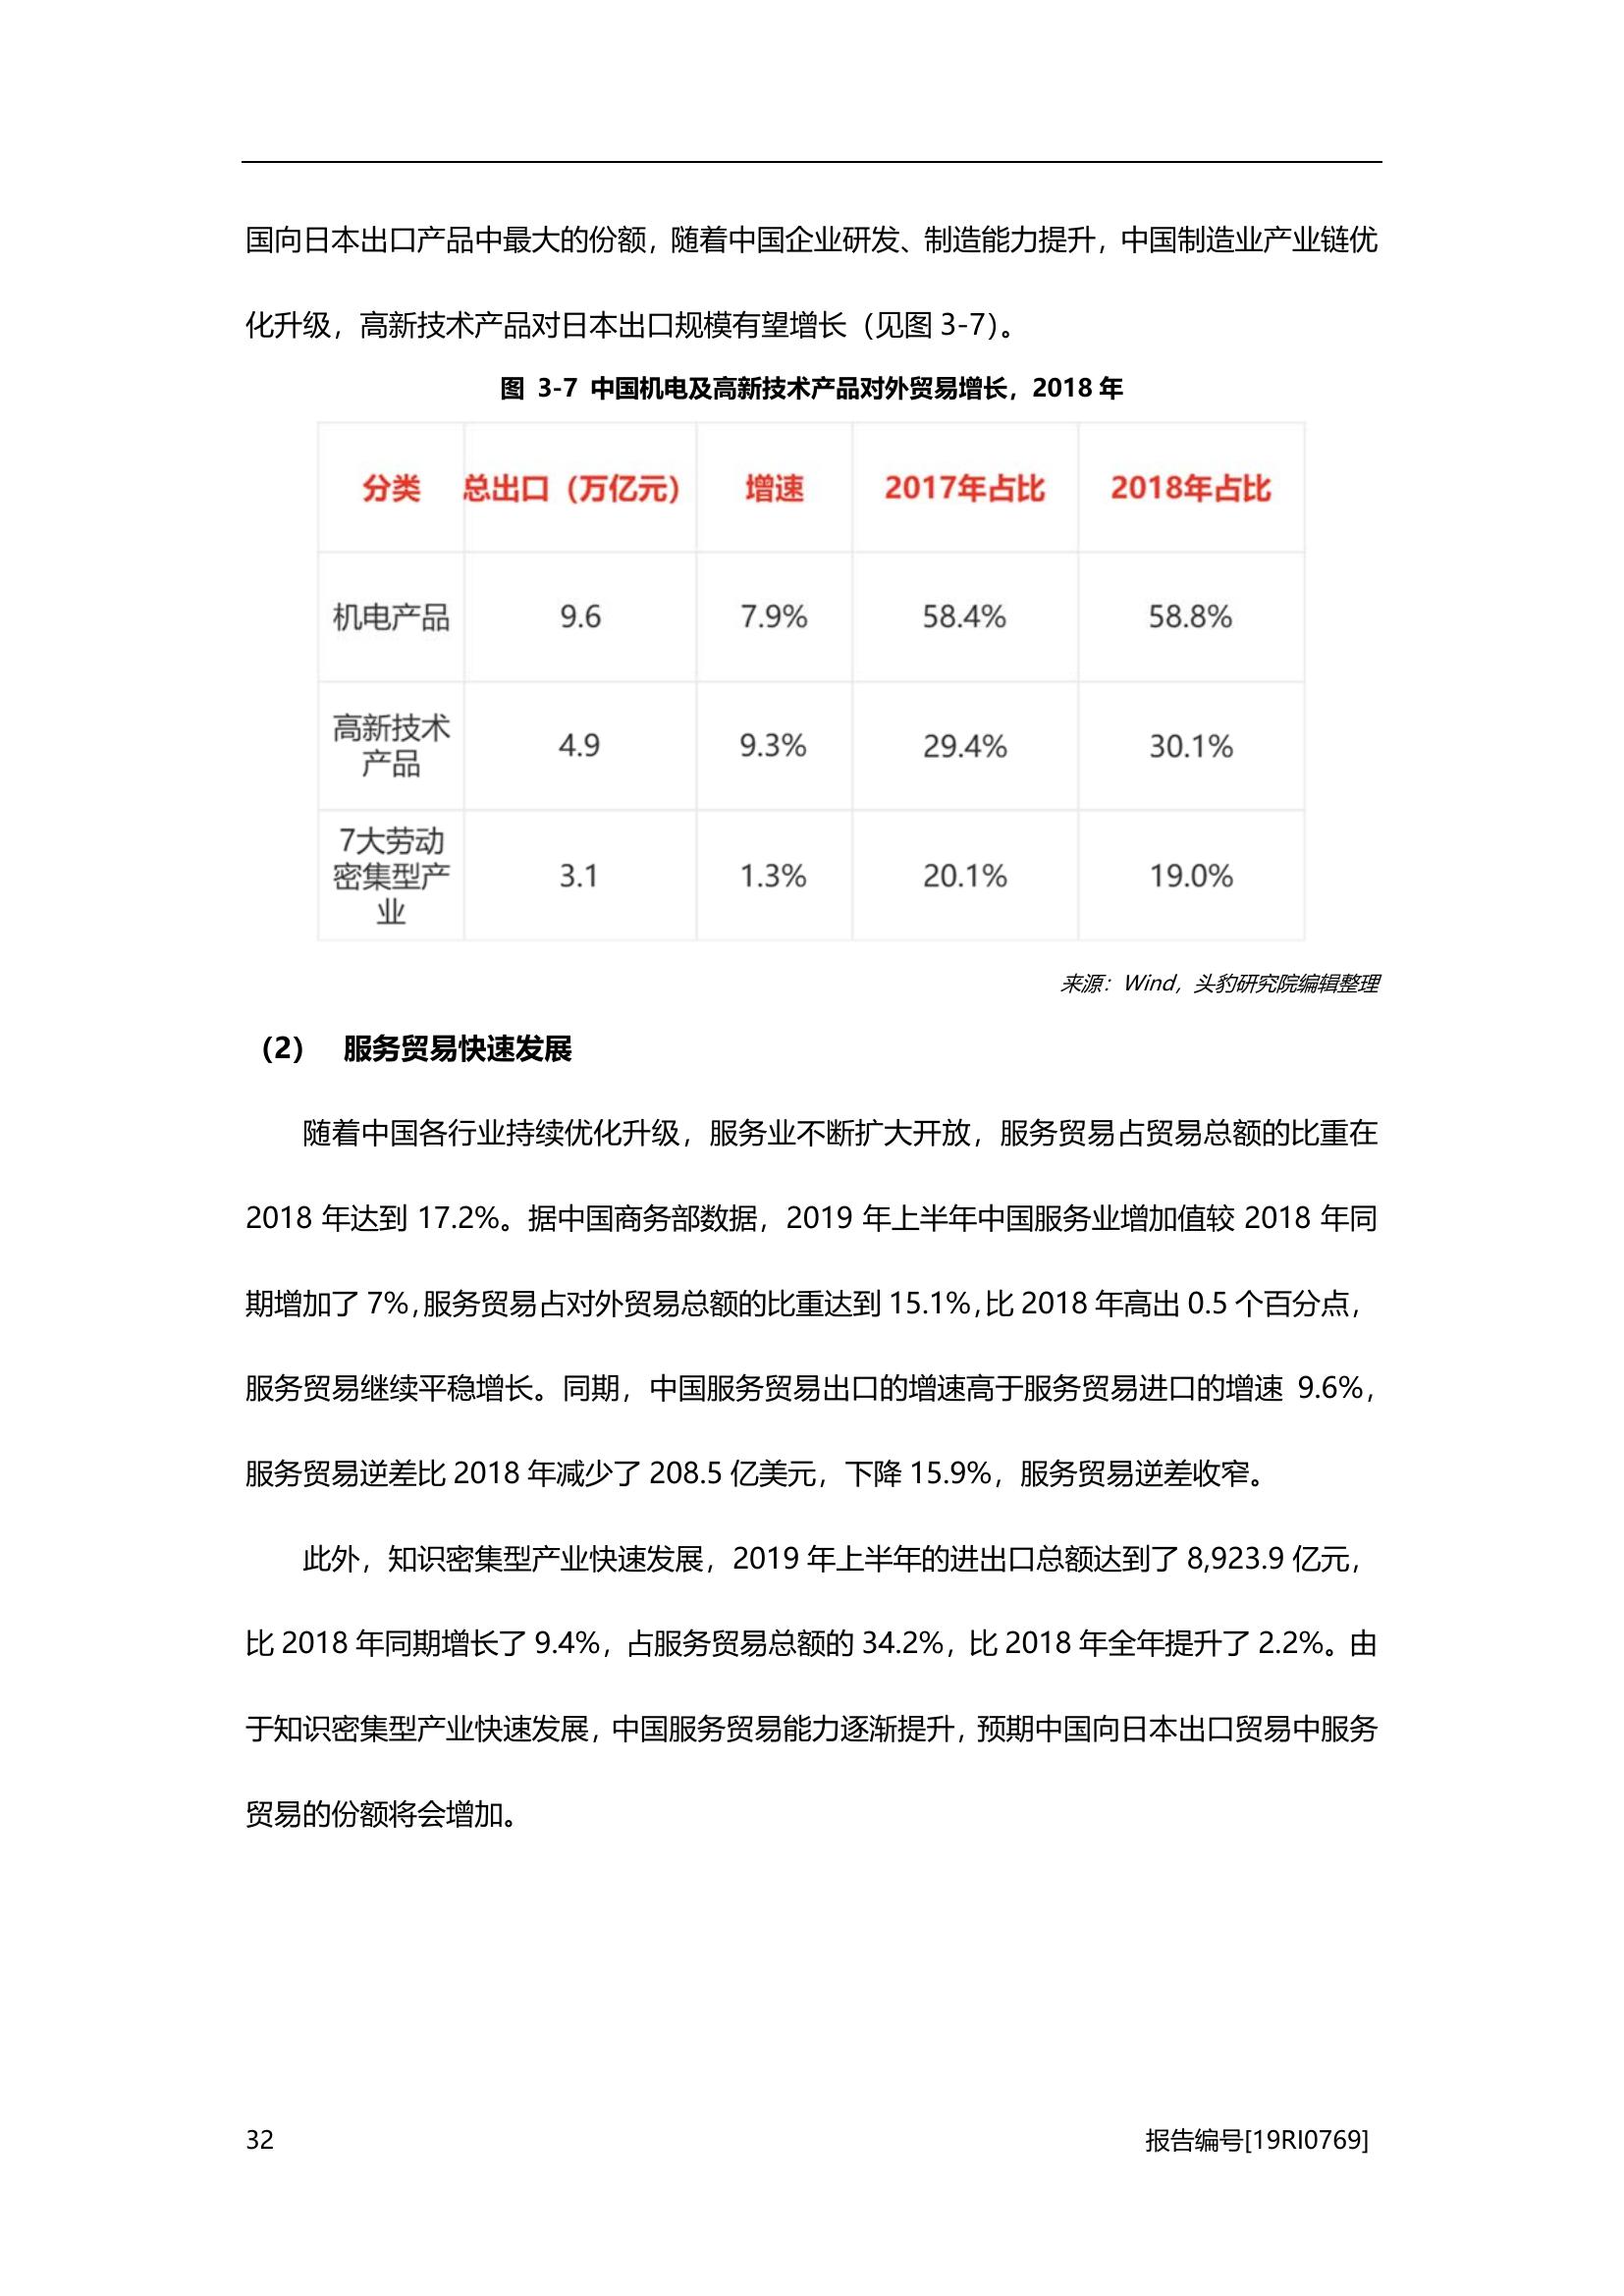 国向日本出口产品中最大的份额，随着中国企业研发、制造能力提升，中国制造业产业链优
化升级，高新技术产品对日本出口规模有望增长（见图 3-7）。
图 3-7 中国机电及高新技术产品对外贸易增长，2018 年
分类 总出口（万亿元） 增速 2017年占比 2018年占比
机电产品 9.6 7.9% 58.4% 58.8%
高新技术
产品 4.9 9.3% 29.4% 30.1%
7大劳动
密集型产 3.1 1.3% 20.1% 19.0%
业
来源：Wind，头豹研究院编辑整理
（2） 服务贸易快速发展
随着中国各行业持续优化升级，服务业不断扩大开放，服务贸易占贸易总额的比重在
2018 年达到 17.2%。据中国商务部数据，2019 年上半年中国服务业增加值较 2018 年同
期增加了 7%，服务贸易占对外贸易总额的比重达到 15.1%，比 2018 年高出 0.5 个百分点，
服务贸易继续平稳增长。同期，中国服务贸易出口的增速高于服务贸易进口的增速 9.6%，
服务贸易逆差比 2018 年减少了 208.5 亿美元，下降 15.9%，服务贸易逆差收窄。
此外，知识密集型产业快速发展，2019 年上半年的进出口总额达到了 8,923.9 亿元，
比 2018 年同期增长了 9.4%，占服务贸易总额的 34.2%，比 2018 年全年提升了 2.2%。由
于知识密集型产业快速发展，中国服务贸易能力逐渐提升，预期中国向日本出口贸易中服务
贸易的份额将会增加。
32 报告编号[19RI0769]